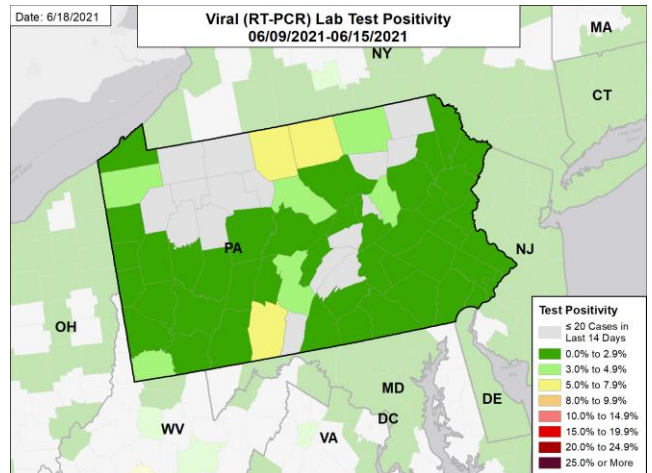 Date: 6/18/2021
Viral (RT-PCR) Lab Test Positivity
06/09/2021-06/15/2021
NY
MA
CT
PA
NJ
OH
MD
DE
WV
DC
VA
Test Positivity
≤ 20 Cases in
Last 14 Days
0.0% to 2.9%
3.0% to 4.9%
5.0% to 7.9%
8.0% to 9.9%
10.0% to 14.9%
15.0% to 19.9%
20.0% to 24.9%
25.0% or More